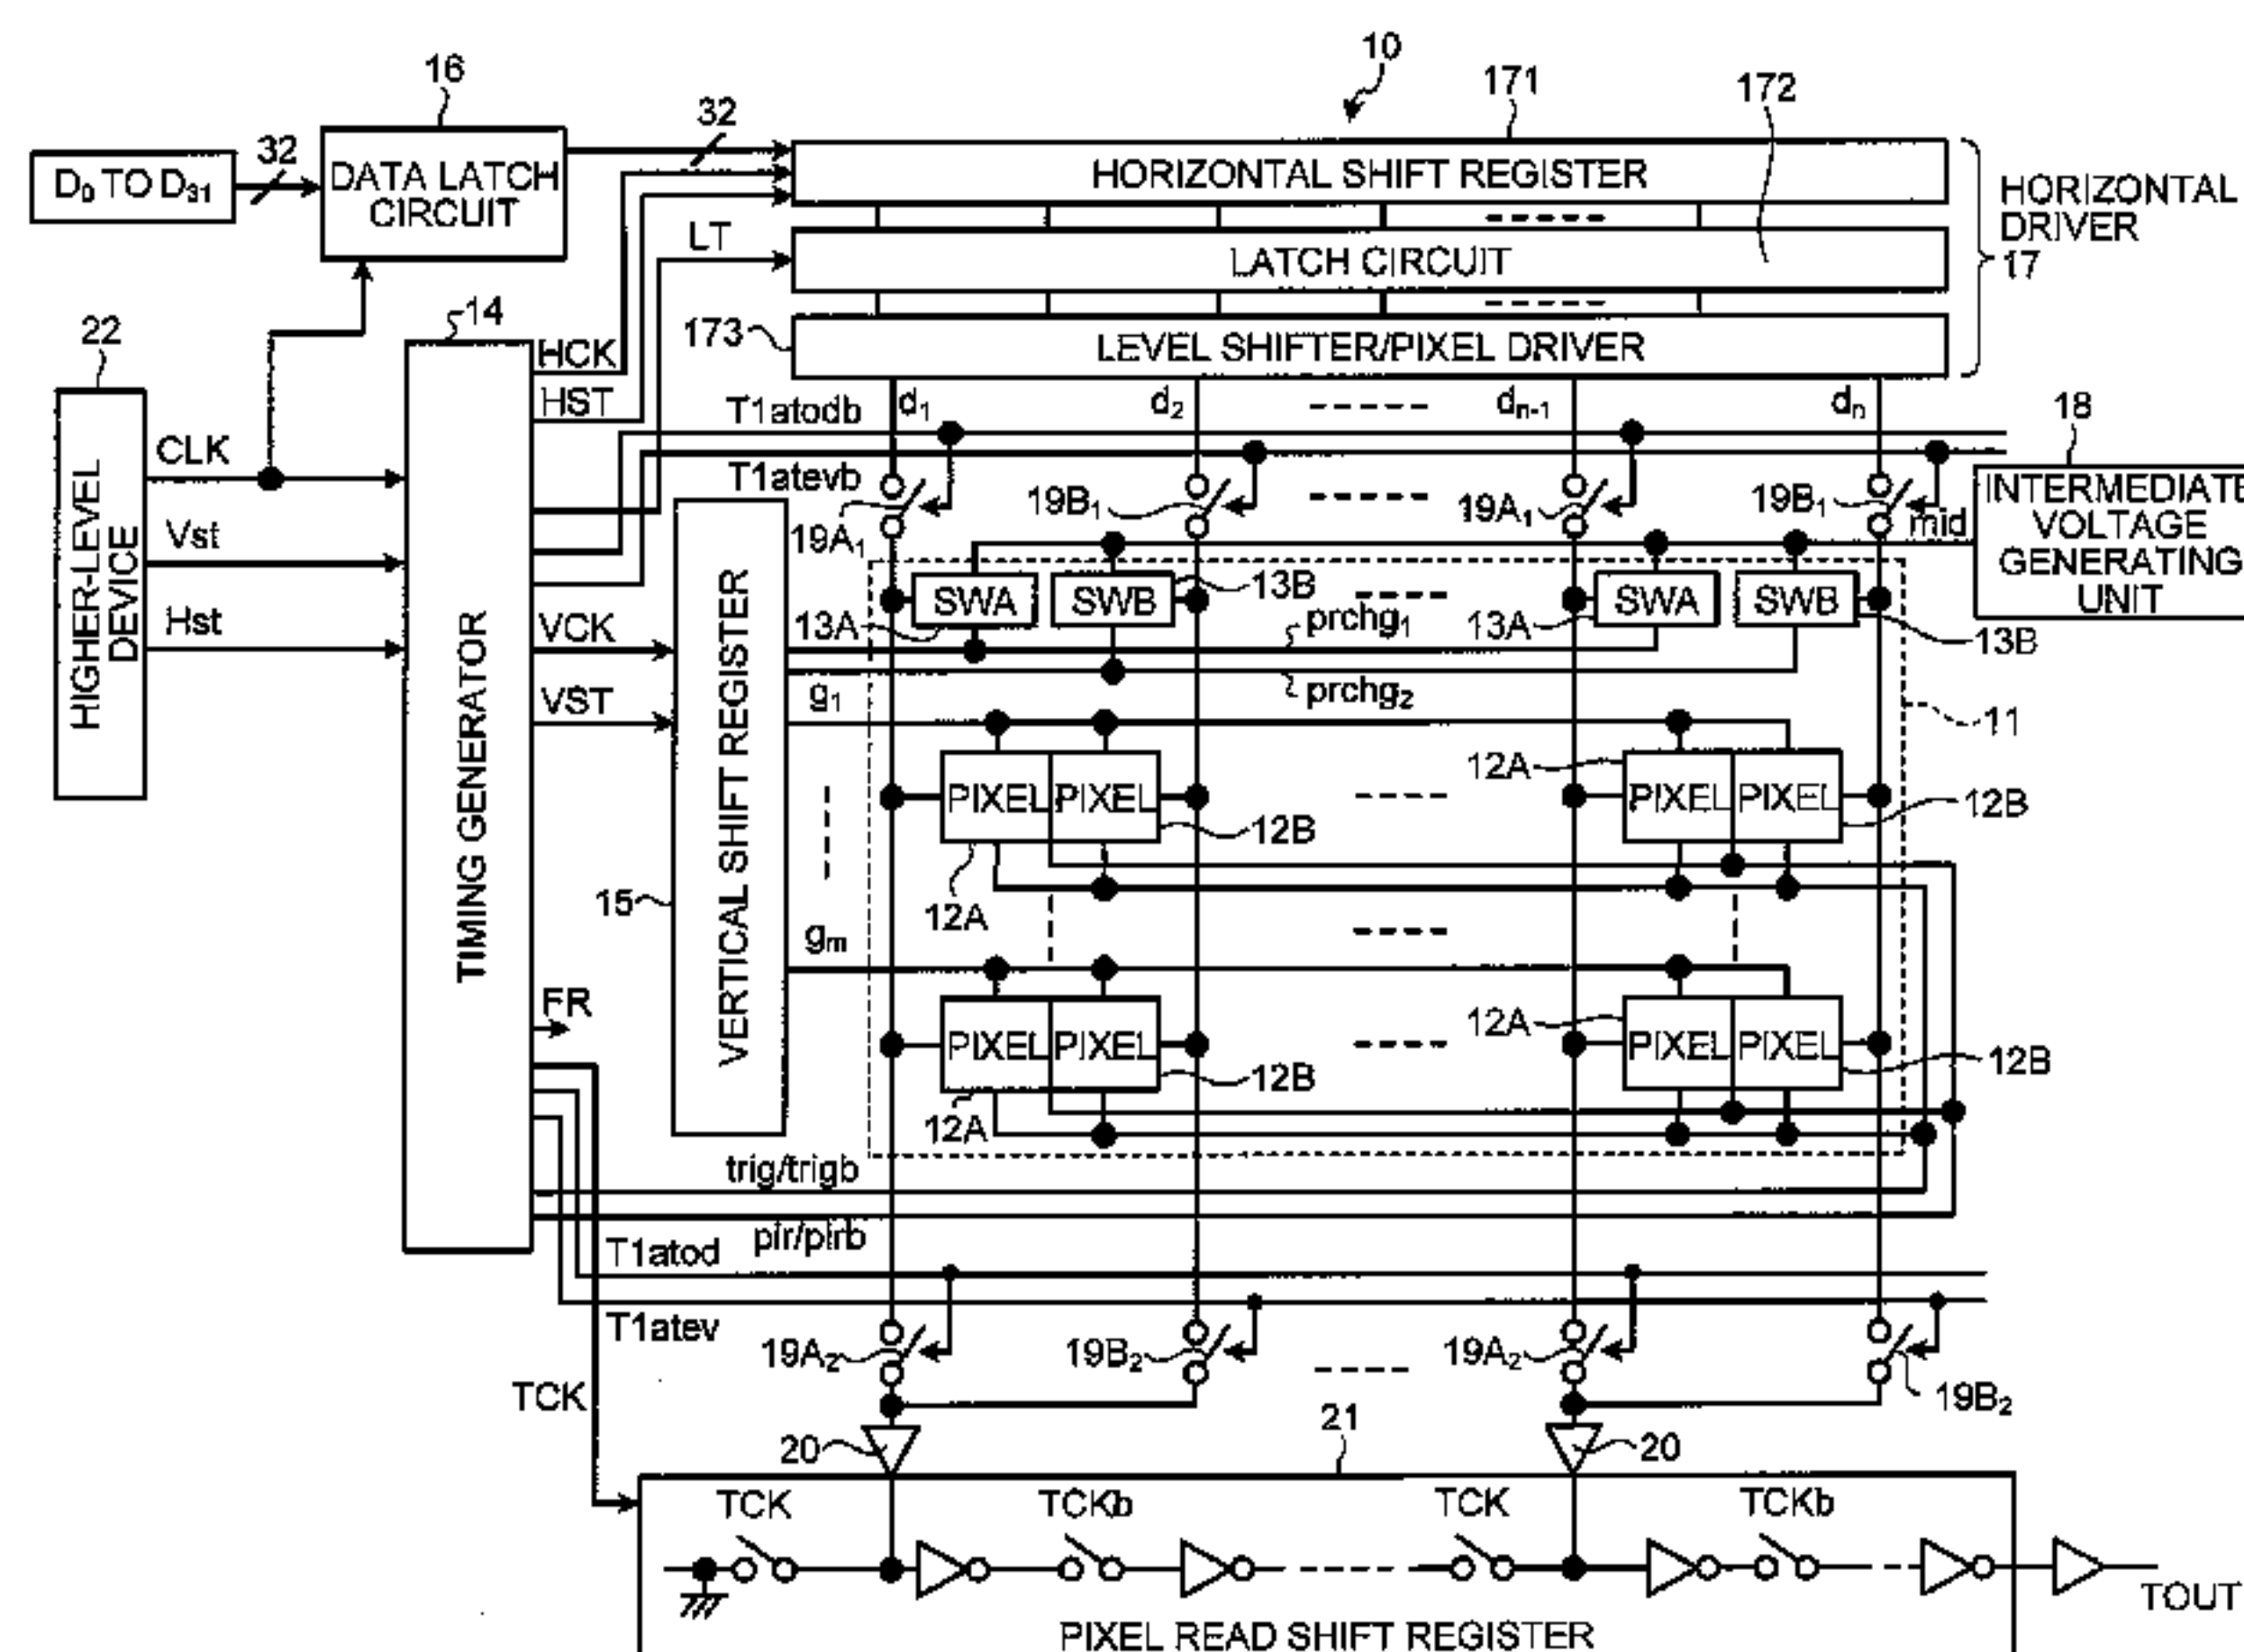 10
16
171
172
32
32
D0 TO D31
DATA LATCH
CIRCUIT
HORIZONTAL SHIFT REGISTER
HORIZONTAL
DRIVER
17
LT
LATCH CIRCUIT
22
14
173
LEVEL SHIFTER/PIXEL DRIVER
HCK
HST
T1atodb
d1
d2
dn-1
dn
18
CLK
T1atevb
HIGHER-LEVEL
DEVICE
Vst
Hst
TIMING GENERATOR
19A1
19B1
19A1
19B1
mid
INTERMEDIATE
VOLTAGE
GENERATING
UNIT
SWA
SWB
13B
SWA
SWB
VCK
13A
prchg1
13A
13B
VST
g1
prchg2
11
VERTICAL SHIFT REGISTER
12A
PIXEL
PIXEL
12B
PIXEL
PIXEL
12B
15
12A
gm
FR
12A
PIXEL
PIXEL
12B
PIXEL
PIXEL
12B
12A
trig/trigb
T1atod
T1atev
19A2
19B2
19A2
19B2
TCK
20
21
20
TCK
TCKb
TCK
TCKb
TOUT
PIXEL READ SHIFT REGISTER